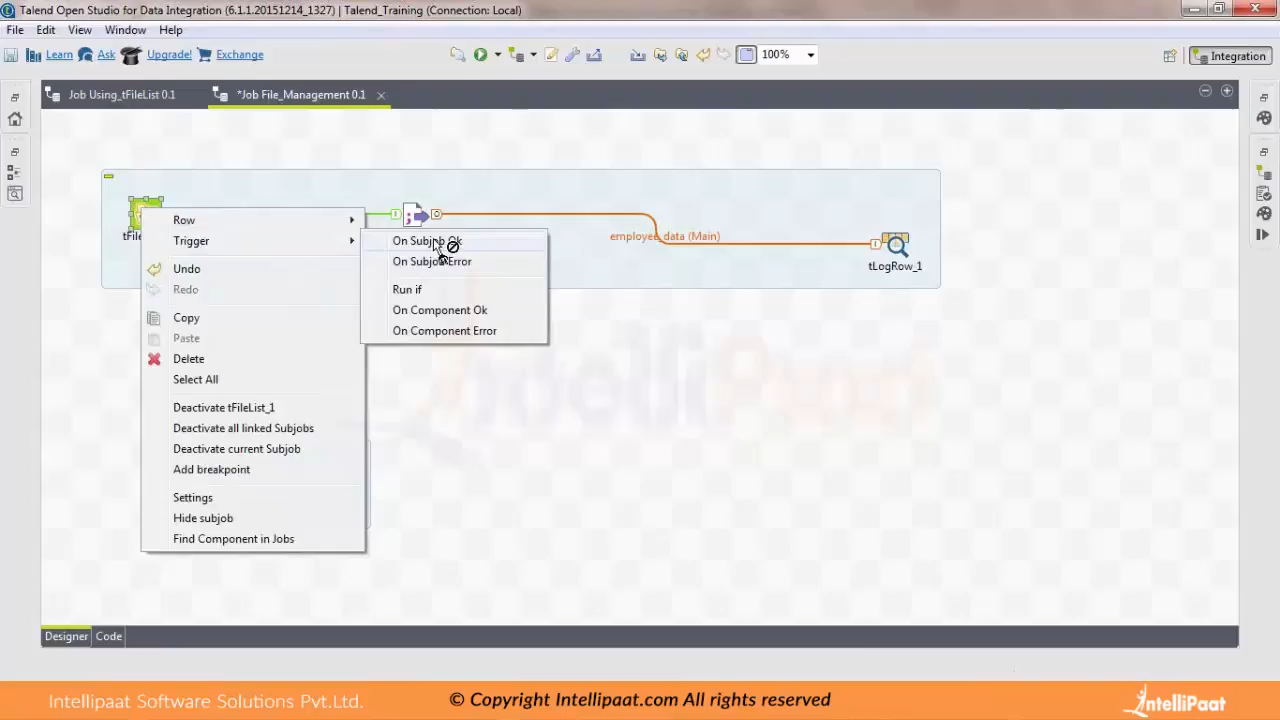 Talend Open Studio for Data Integration (6.1.1.20151214_1327) | Talend_Training (Connection: Local)
File Edit View Window Help
Learn Ask Upgrade! Exchange 100% Integration
Job Using_tFileList 0.1 *Job File_Management 0.1
employee_data (Main)
tLogRow_1
Row
Trigger
Undo
Redo
Copy
Paste
Delete
Select All
Deactivate tFileList_1
Deactivate all linked Subjobs
Deactivate current Subjob
Add breakpoint
Settings
Hide subjob
Find Component in Jobs
On Subjob Ok
On Subjob Error
Run if
On Component Ok
On Component Error
Designer Code
Intellipaat Software Solutions Pvt.Ltd. © Copyright Intellipaat.com All rights reserved IntelliPaat